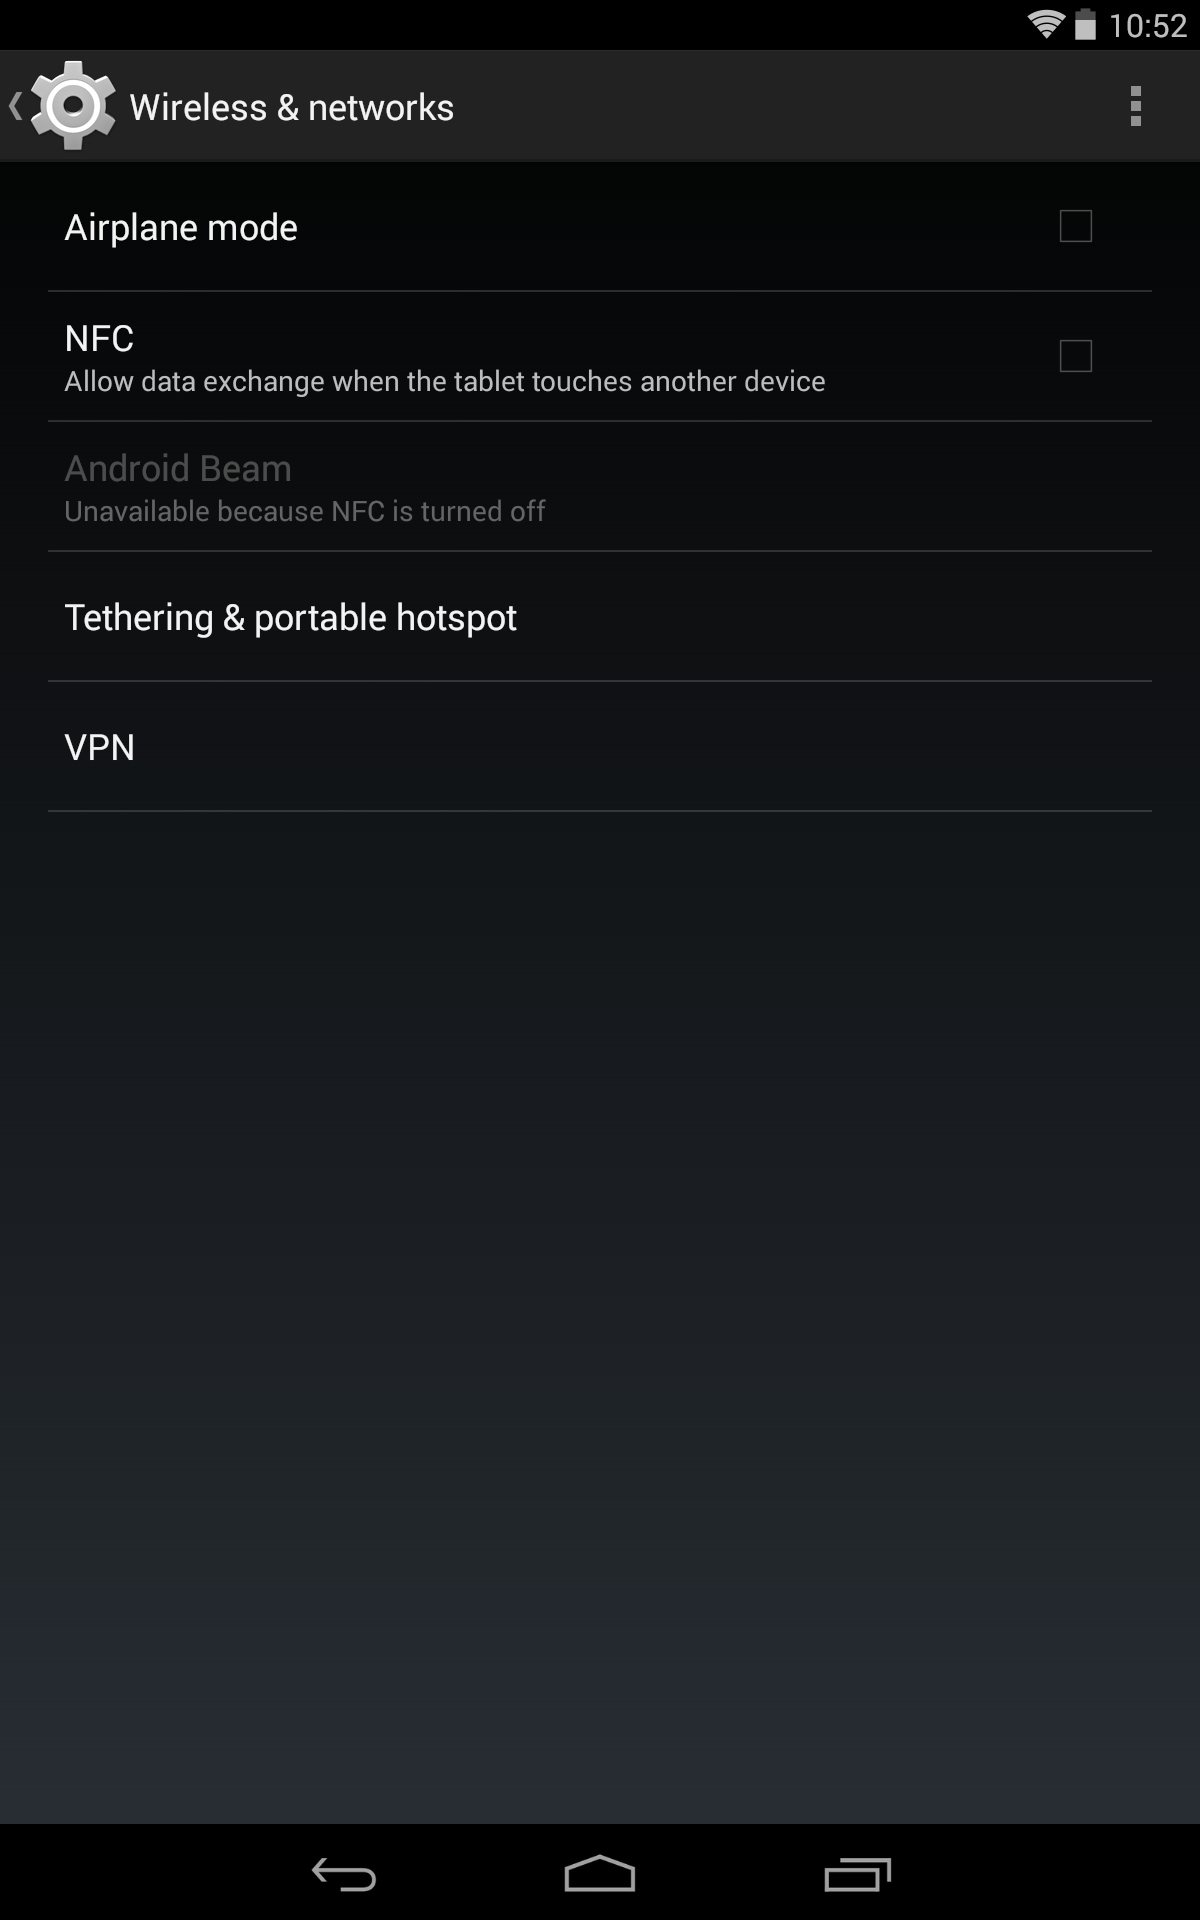 10:52
Wireless & networks
Airplane mode
NFC
Allow data exchange when the tablet touches another device
Android Beam
Unavailable because NFC is turned off
Tethering & portable hotspot
VPN